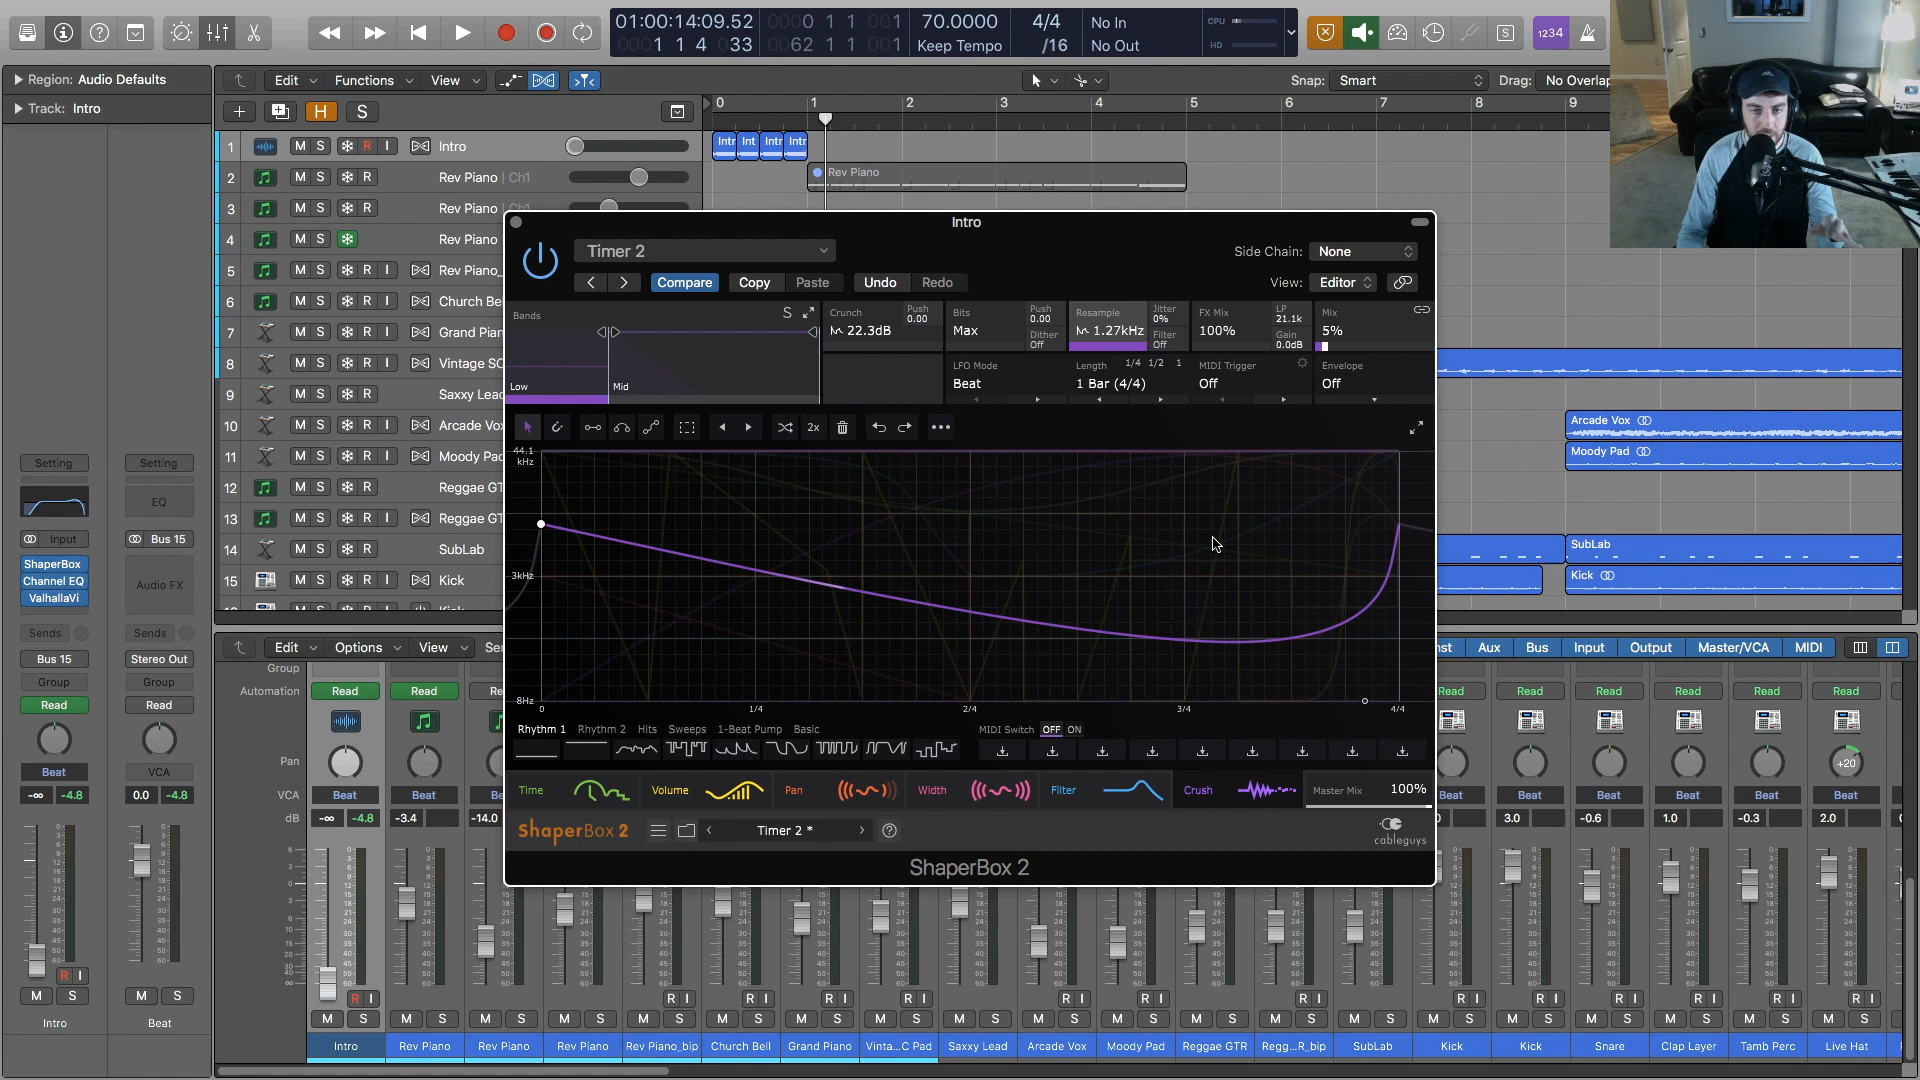 01:00:14:09.52
0001 1 4 033
0000 1 1 001
0062 1 1 001
70.0000
Keep Tempo
4/4
/16
No In
No Out
CPU
HD
1234
Region: Audio Defaults
Track: Intro
Edit
Functions
View
Snap: Smart
Drag: No Overlap
H
S
0 1 2 3 4 5 6 7 8 9
1 M S R I Intro
2 M S R Rev Piano | Ch1
3 M S R Rev Piano | Ch1
4 M S Rev Piano
5 M S R I Rev Piano_
6 M S R I Church Be
7 M S R I Grand Pian
8 M S R I Vintage SC
9 M S R Saxxy Lead
10 M S R I Arcade Vox
11 M S R I Moody Pad
12 M S R Reggae GT
13 M S R I Reggae GT
14 M S R SubLab
15 M S R I Kick
Intr
Int
Intr
Intr
Rev Piano
Arcade Vox
Moody Pad
SubLab
Kick
Intro
Timer 2
Side Chain: None
Compare
Copy
Paste
Undo
Redo
View: Editor
Bands
S
Low
Mid
Crunch
22.3dB
Push
0.00
Bits
Max
Push
0.00
Dither
Off
Resample
1.27kHz
Jitter
0%
Filter
Off
FX Mix
100%
LP
21.1k
Gain
0.0dB
Mix
5%
LFO Mode
Beat
Length
1/4 1/2 1
1 Bar (4/4)
MIDI Trigger
Off
Envelope
Off
2x
44.1
kHz
3kHz
8Hz
0 1/4 2/4 3/4 4/4
Rhythm 1
Rhythm 2
Hits
Sweeps
1-Beat Pump
Basic
MIDI Switch OFF ON
Time
Volume
Pan
Width
Filter
Crush
Master Mix 100%
ShaperBox 2
Timer 2 *
cableguys
ShaperBox 2
Setting
Setting
EQ
Input
Bus 15
ShaperBox
Channel EQ
ValhallaVi
Audio FX
Sends
Sends
Bus 15
Stereo Out
Group
Group
Read
Read
Beat
VCA
-∞ -4.8
0.0 -4.8
R I
M S
M S
Intro
Beat
Edit
Options
View
Aux
Bus
Input
Output
Master/VCA
MIDI
Group
Automation
Read Read Read Read Read Read Read Read
Pan
+20
VCA
Beat Beat Beat Beat Beat Beat Beat
dB
-∞ -4.8
-3.4
-14.0
3.0
-0.6
1.0
-0.3
2.0
Intro
Rev Piano
Rev Piano
Rev Piano
Rev Piano_bip
Church Bell
Grand Piano
Vinta...C Pad
Saxxy Lead
Arcade Vox
Moody Pad
Reggae GTR
Regg...R_bip
SubLab
Kick
Kick
Snare
Clap Layer
Tamb Perc
Live Hat